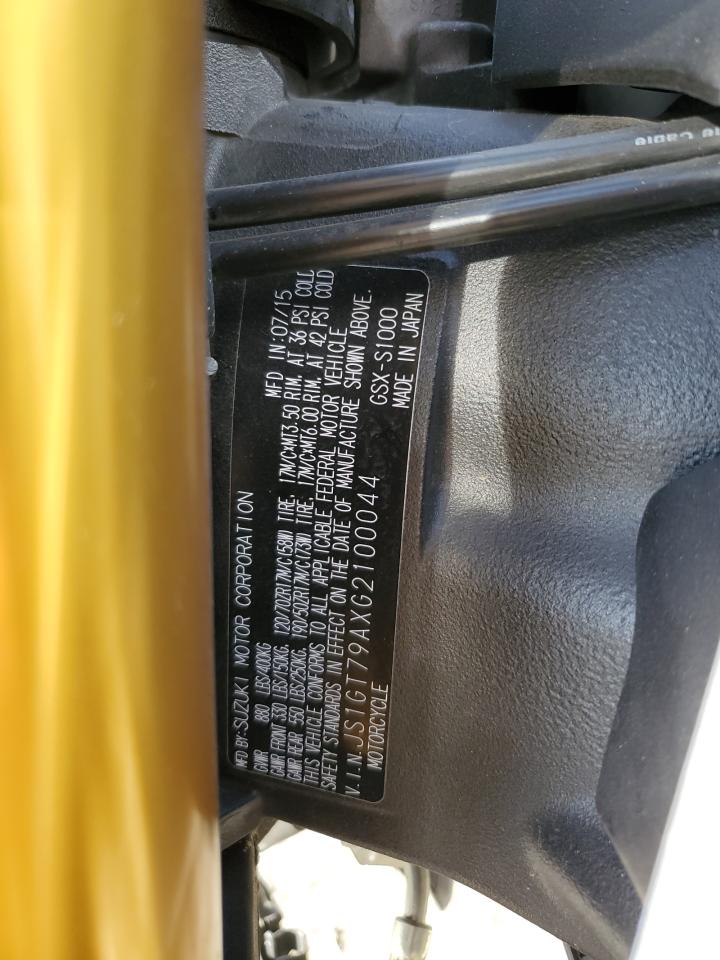 MFD BY:SUZUKI MOTOR CORPORATION MFD IN:07/15
GVWR 880 LBS/400KG
GAWR FRONT 330 LBS/150KG, 120/70ZR17M/C(58W) TIRE, 17M/C×MT3.50 RIM, AT 36 PSI COLD
GAWR REAR 550 LBS/250KG, 190/50ZR17M/C(73W) TIRE, 17M/C×MT6.00 RIM, AT 42 PSI COLD
THIS VEHICLE CONFORMS TO ALL APPLICABLE FEDERAL MOTOR VEHICLE
SAFETY STANDARDS IN EFFECT ON THE DATE OF MANUFACTURE SHOWN ABOVE.
V.I.N.JS1GT79AXG2100044 GSX-S1000
MOTORCYCLE MADE IN JAPAN
Cable